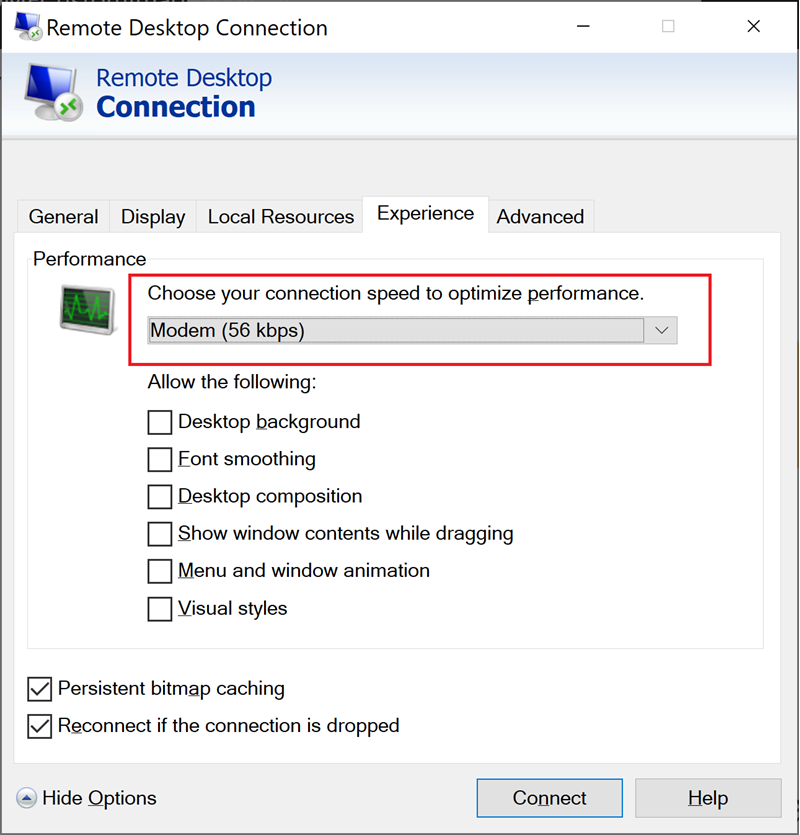 Remote Desktop Connection
Remote Desktop
Connection
General Display Local Resources Experience Advanced
Performance
Choose your connection speed to optimize performance.
Modem (56 kbps)
Allow the following:
Desktop background
Font smoothing
Desktop composition
Show window contents while dragging
Menu and window animation
Visual styles
Persistent bitmap caching
Reconnect if the connection is dropped
Hide Options Connect Help